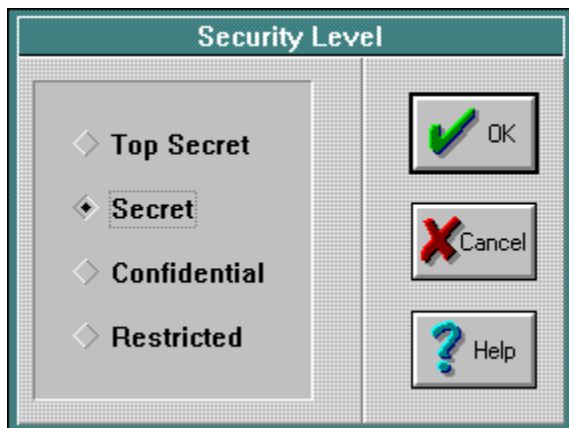 Security Level
Top Secret
Secret
Confidential
Restricted
OK
Cancel
Help